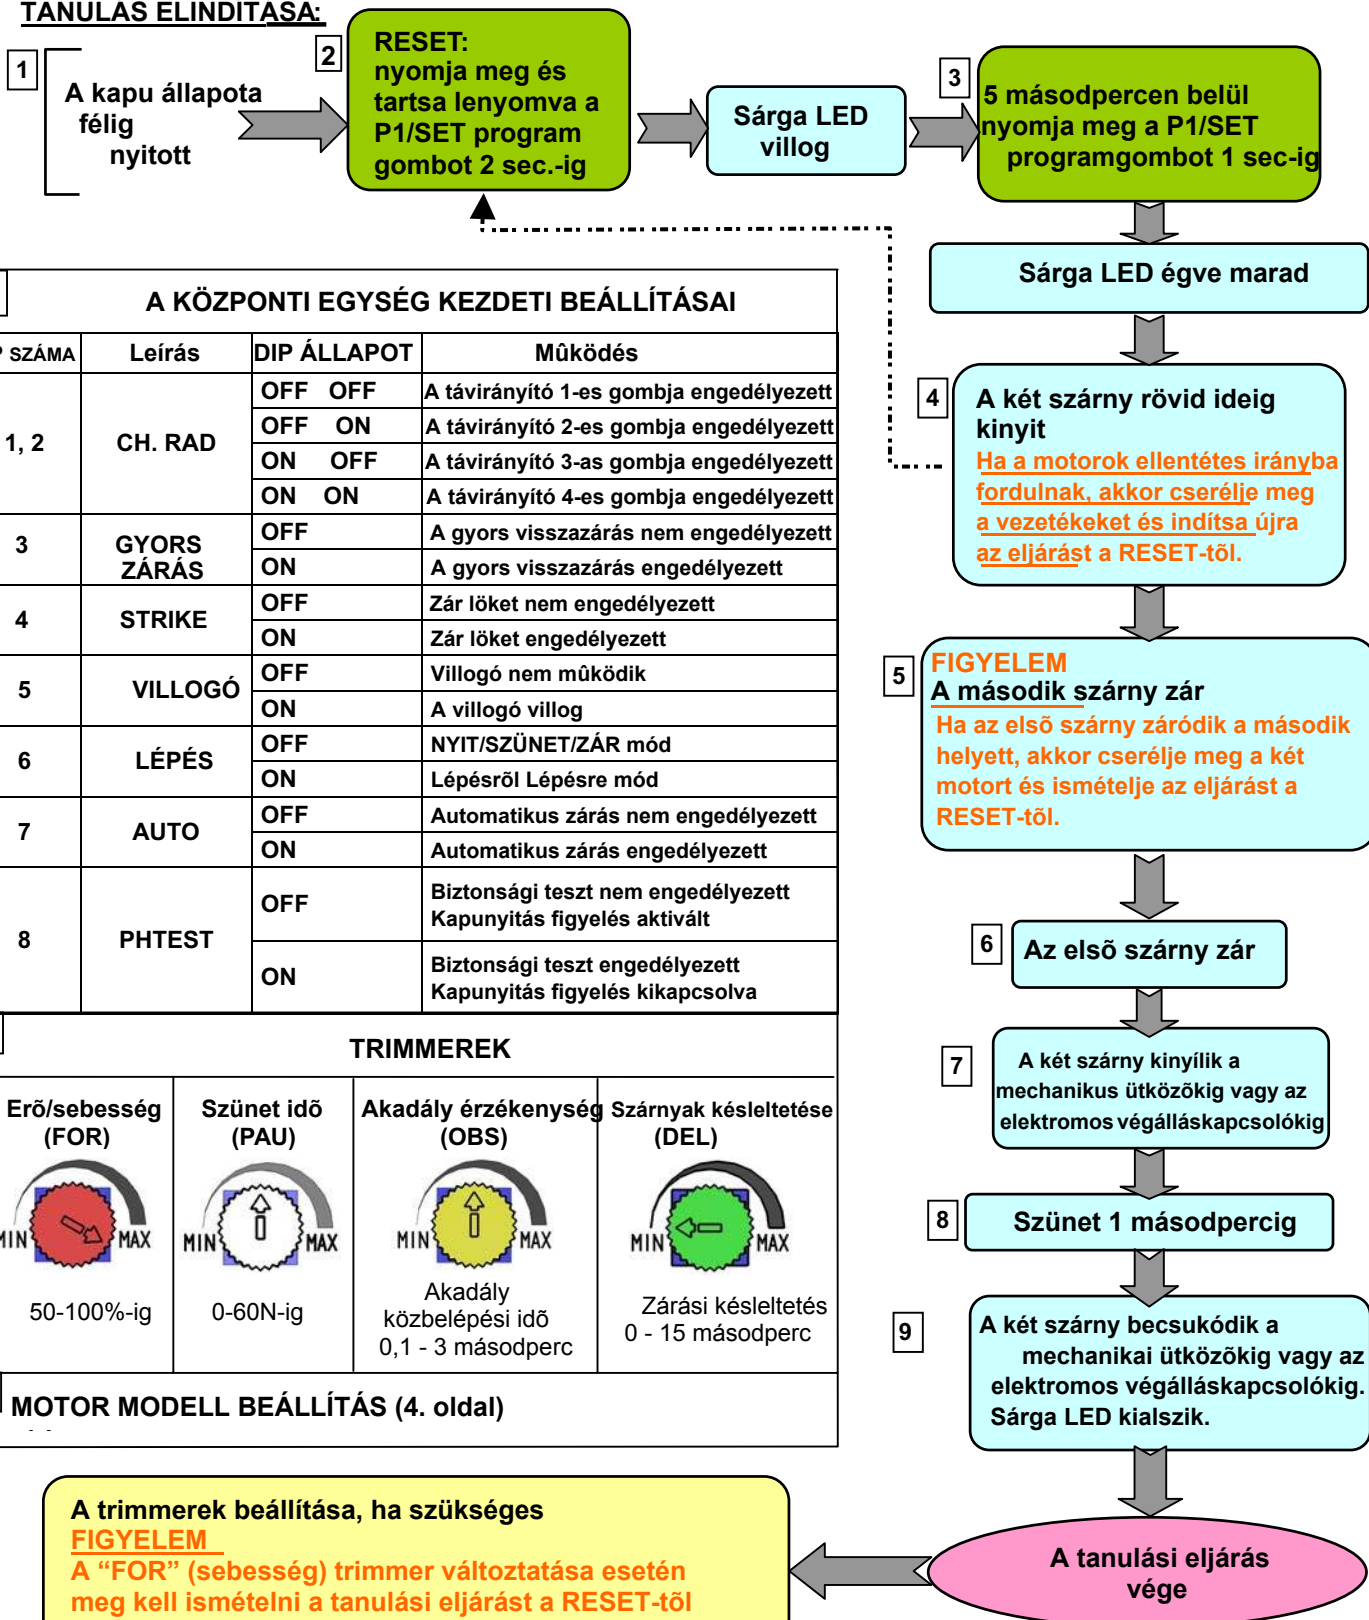 TANULÁS ELINDÍTÁSA:
1
A kapu állapota
félig
nyitott
2
RESET:
nyomja meg és
tartsa lenyomva a
P1/SET program
gombot 2 sec.-ig
Sárga LED
villog
3
5 másodpercen belül
nyomja meg a P1/SET
programgombot 1 sec-ig
Sárga LED égve marad
4
A két szárny rövid ideig
kinyit
Ha a motorok ellentétes irányba
fordulnak, akkor cserélje meg
a vezetékeket és indítsa újra
az eljárást a RESET-tõl.
5
FIGYELEM
A második szárny zár
Ha az elsõ szárny záródik a második
helyett, akkor cserélje meg a két
motort és ismételje az eljárást a
RESET-tõl.
6
Az elsõ szárny zár
7
A két szárny kinyílik a
mechanikus ütközõkig vagy az
elektromos végálláskapcsolókig
8
Szünet 1 másodpercig
9
A két szárny becsukódik a
mechanikai ütközõkig vagy az
elektromos végálláskapcsolókig.
Sárga LED kialszik.
A tanulási eljárás
vége
A KÖZPONTI EGYSÉG KEZDETI BEÁLLÍTÁSAI
P SZÁMA Leírás DIP ÁLLAPOT Mûködés
1, 2 CH. RAD
OFF OFF A távirányító 1-es gombja engedélyezett
OFF ON A távirányító 2-es gombja engedélyezett
ON OFF A távirányító 3-as gombja engedélyezett
ON ON A távirányító 4-es gombja engedélyezett
3 GYORS
ZÁRÁS
OFF A gyors visszazárás nem engedélyezett
ON A gyors visszazárás engedélyezett
4 STRIKE
OFF Zár löket nem engedélyezett
ON Zár löket engedélyezett
5 VILLOGÓ
OFF Villogó nem mûködik
ON A villogó villog
6 LÉPÉS
OFF NYIT/SZÜNET/ZÁR mód
ON Lépésrõl Lépésre mód
7 AUTO
OFF Automatikus zárás nem engedélyezett
ON Automatikus zárás engedélyezett
8 PHTEST
OFF Biztonsági teszt nem engedélyezett
Kapunyitás figyelés aktivált
ON Biztonsági teszt engedélyezett
Kapunyitás figyelés kikapcsolva
TRIMMEREK
Erõ/sebesség
(FOR)
MIN MAX
50-100%-ig
Szünet idõ
(PAU)
MIN MAX
0-60N-ig
Akadály érzékenység
(OBS)
MIN MAX
Akadály
közbelépési idõ
0,1 - 3 másodperc
Szárnyak késleltetése
(DEL)
MIN MAX
Zárási késleltetés
0 - 15 másodperc
MOTOR MODELL BEÁLLÍTÁS (4. oldal)
A trimmerek beállítása, ha szükséges
FIGYELEM
A “FOR” (sebesség) trimmer változtatása esetén
meg kell ismételni a tanulási eljárást a RESET-tõl